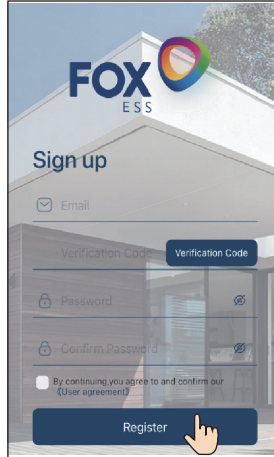 FOX
ESS
Sign up
Email
Verification Code Verification Code
Password
Confirm Password
By continuing,you agree to and confirm our
《User agreement》
Register